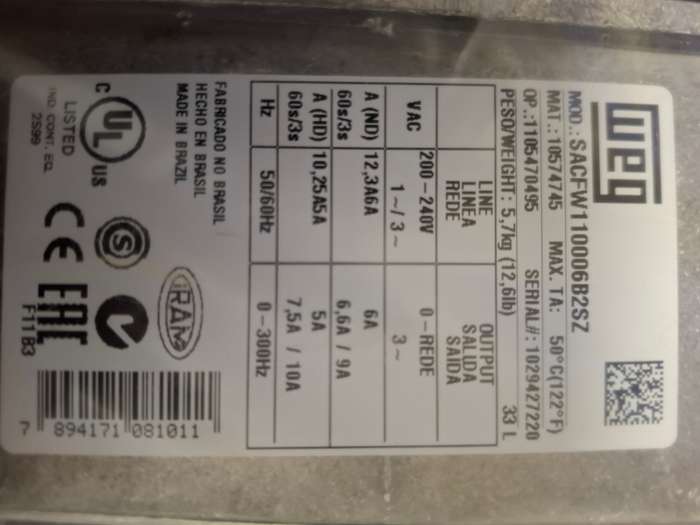 WEG
MOD.: SACFW110006B2SZ
MAT.: 10574745 MAX. TA: 50°C(122°F)
OP.: 1105470495 SERIAL#: 1029427220
PESO/WEIGHT: 5,7kg (12,6lb) 33 L
LINE OUTPUT
LINEA SALIDA
REDE SAIDA
VAC 200-240V 0-REDE
1~/3~ 3~
A (ND) 12,3A6A 6A
60s/3s 6,6A / 9A
A (HD) 10,25A5A 5A
60s/3s 7,5A / 10A
Hz 50/60Hz 0-300Hz
FABRICADO NO BRASIL
HECHO EN BRASIL
MADE IN BRAZIL
C UL US
LISTED
IND. CONT. EQ.
2S99
S
IRAM
CE
EAC
F11B3
7 894171 081011